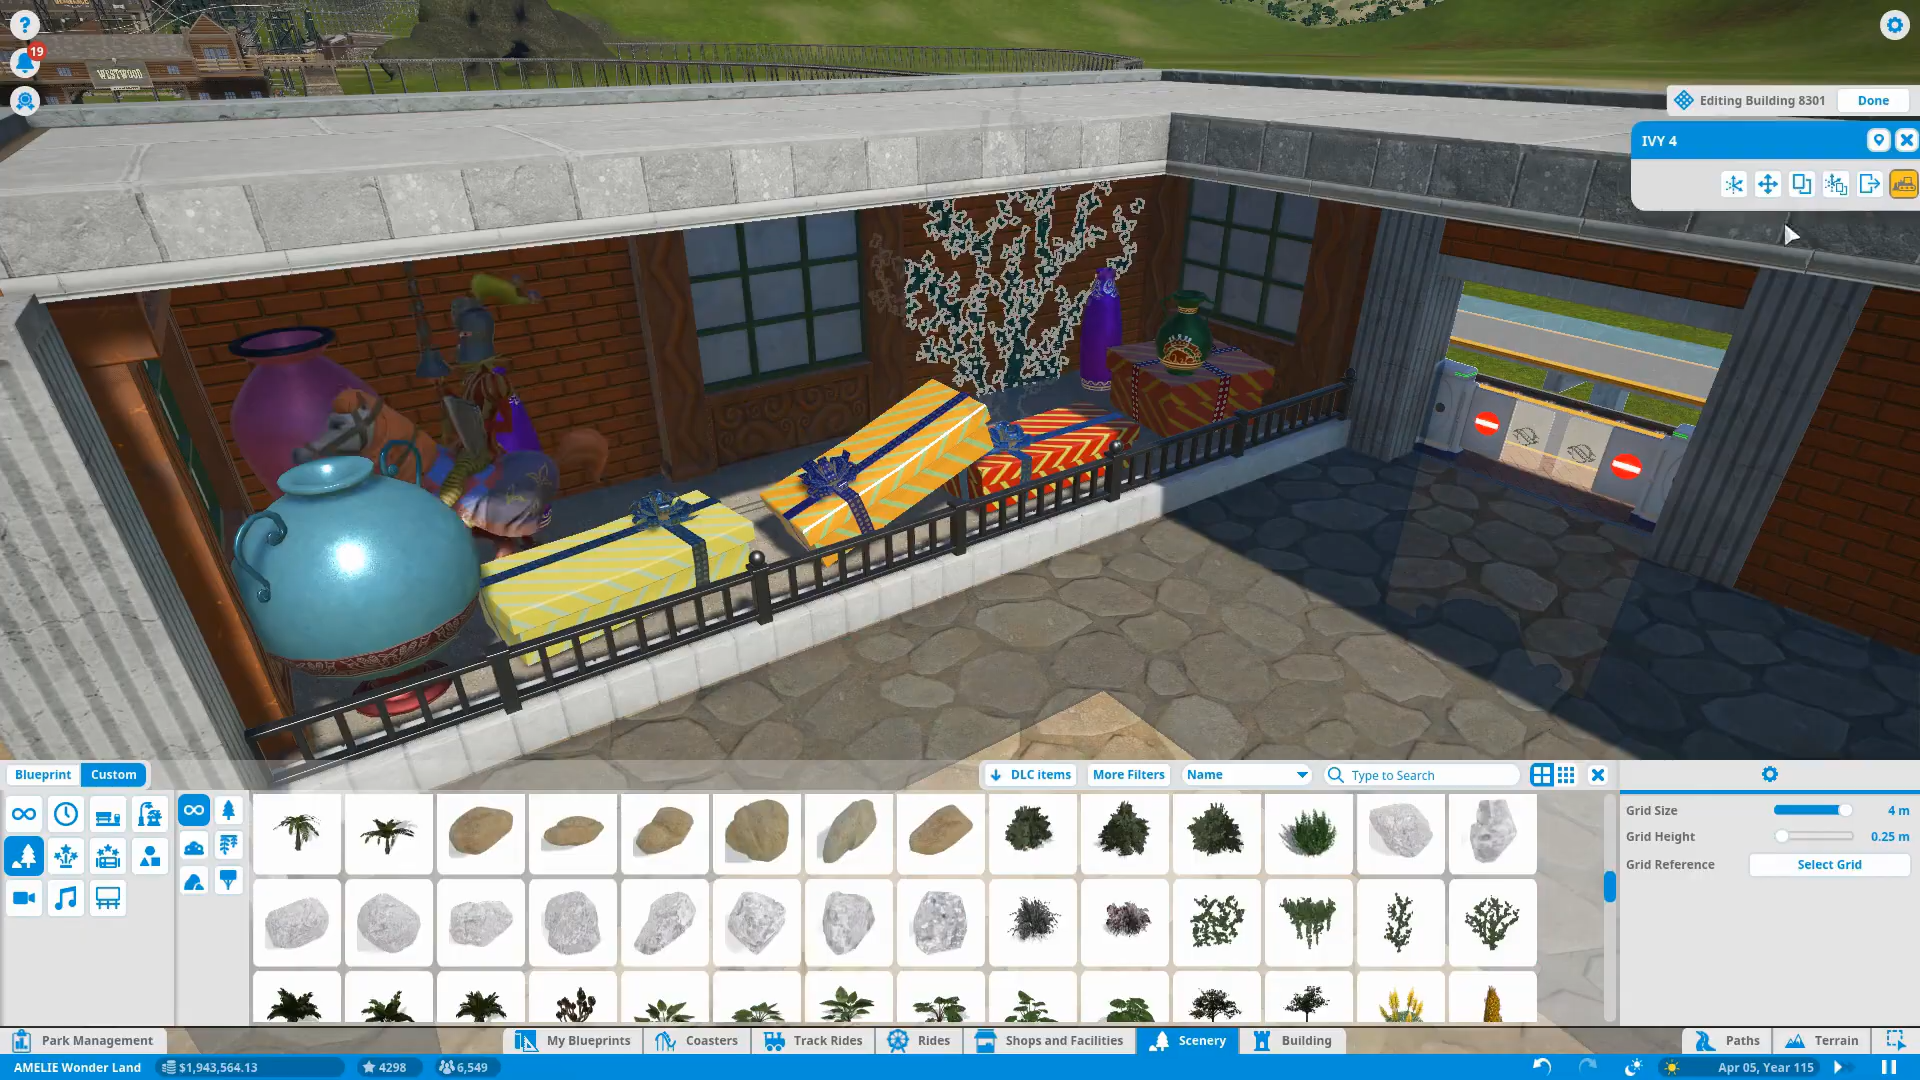 ?
19
WESTWOOD
Editing Building 8301
Done
IVY 4
Blueprint
Custom
DLC items
More Filters
Name
Type to Search
Grid Size
4 m
Grid Height
0.25 m
Grid Reference
Select Grid
Park Management
My Blueprints
Coasters
Track Rides
Rides
Shops and Facilities
Scenery
Building
Paths
Terrain
AMELIE Wonder Land
$1,943,564.13
4298
6,549
Apr 05, Year 115